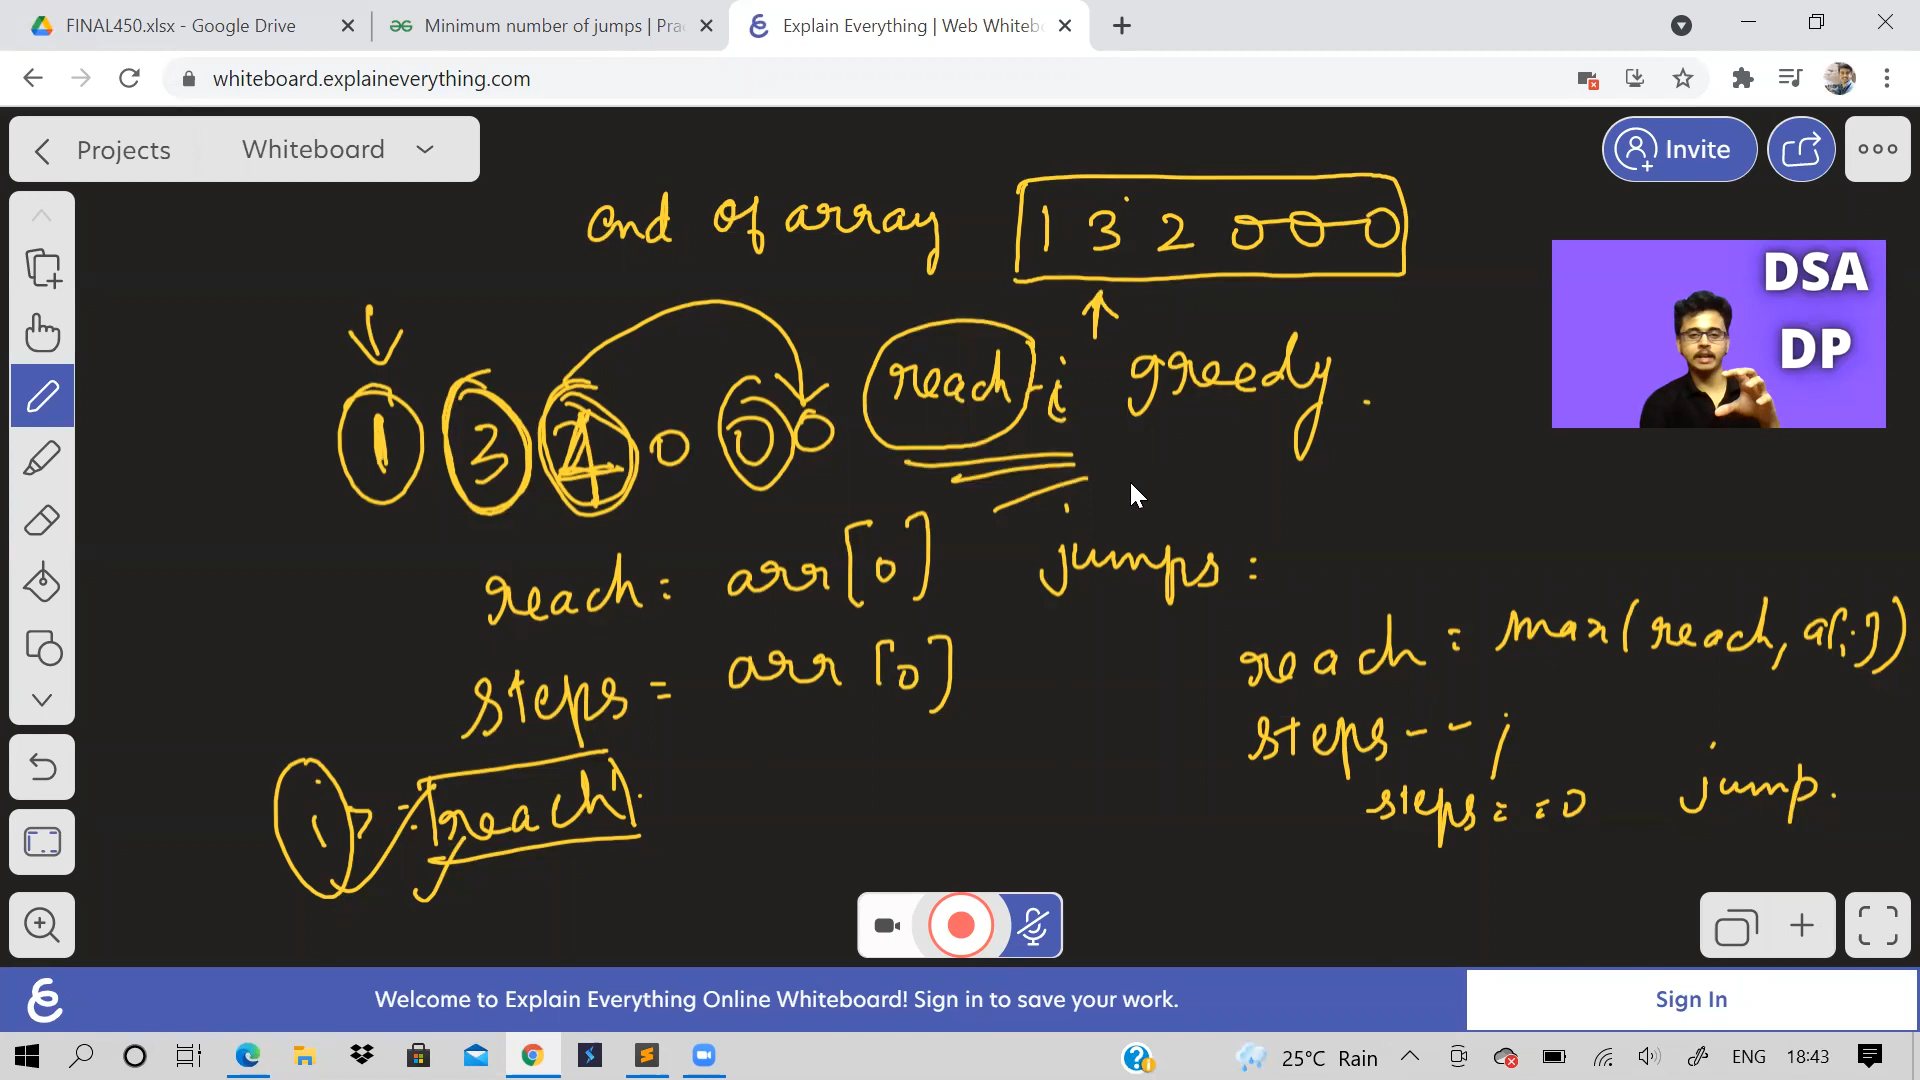 FINAL450.xlsx - Google Drive
Minimum number of jumps | Pra
Explain Everything | Web Whitebo
whiteboard.explaineverything.com
Projects
Whiteboard
Invite
end of array
1 3 2 0 0 0
DSA
DP
1 3 0 0 0
reach - i
greedy.
reach = arr[0]
jumps =
steps = arr[0]
reach = max(reach, a[i])
steps--;
steps==0 jump.
i >= reach
Welcome to Explain Everything Online Whiteboard! Sign in to save your work.
Sign In
25°C Rain
ENG
18:43